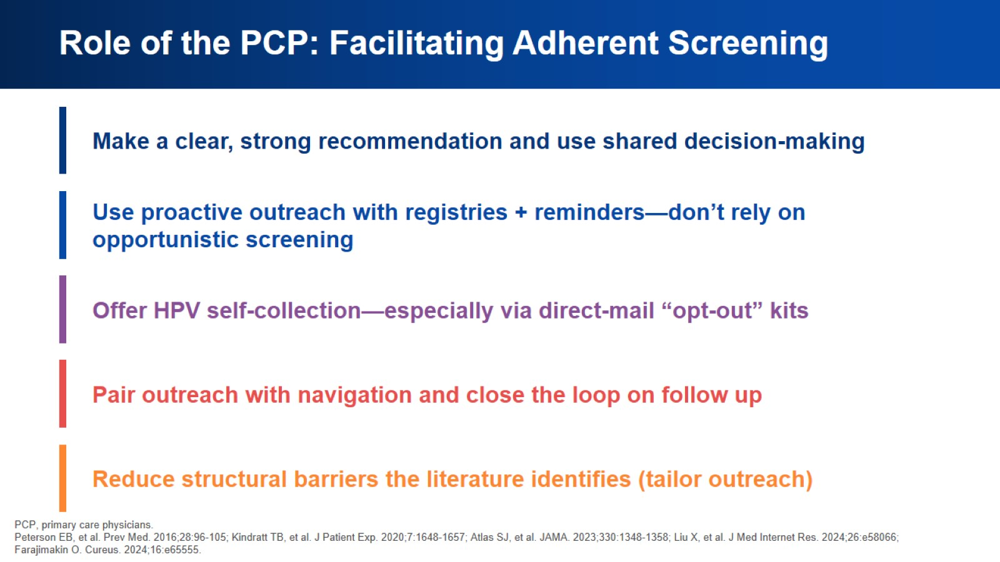 Role of the PCP: Facilitating Adherent Screening
Make a clear, strong recommendation and use shared decision-making
Use proactive outreach with registries + reminders—don’t rely on
opportunistic screening
Offer HPV self-collection—especially via direct-mail “opt-out” kits
Pair outreach with navigation and close the loop on follow up
Reduce structural barriers the literature identifies (tailor outreach)
PCP, primary care physicians.
Peterson EB, et al. Prev Med. 2016;28:96-105; Kindratt TB, et al. J Patient Exp. 2020;7:1648-1657; Atlas SJ, et al. JAMA. 2023;330:1348-1358; Liu X, et al. J Med Internet Res. 2024;26:e58066;
Farajimakin O. Cureus. 2024;16:e65555.